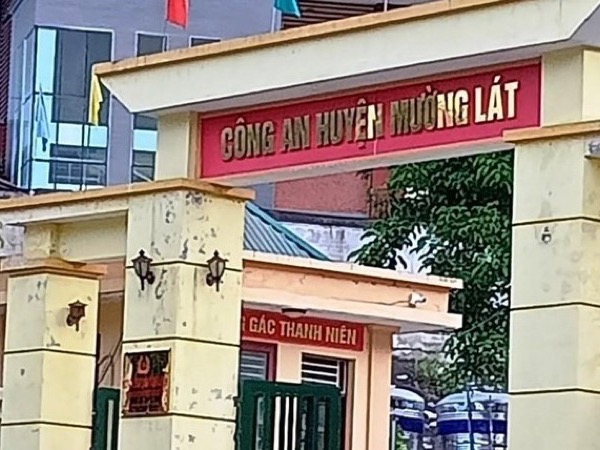 CÔNG AN HUYỆN MƯỜNG LÁT
GÁC THANH NIÊN